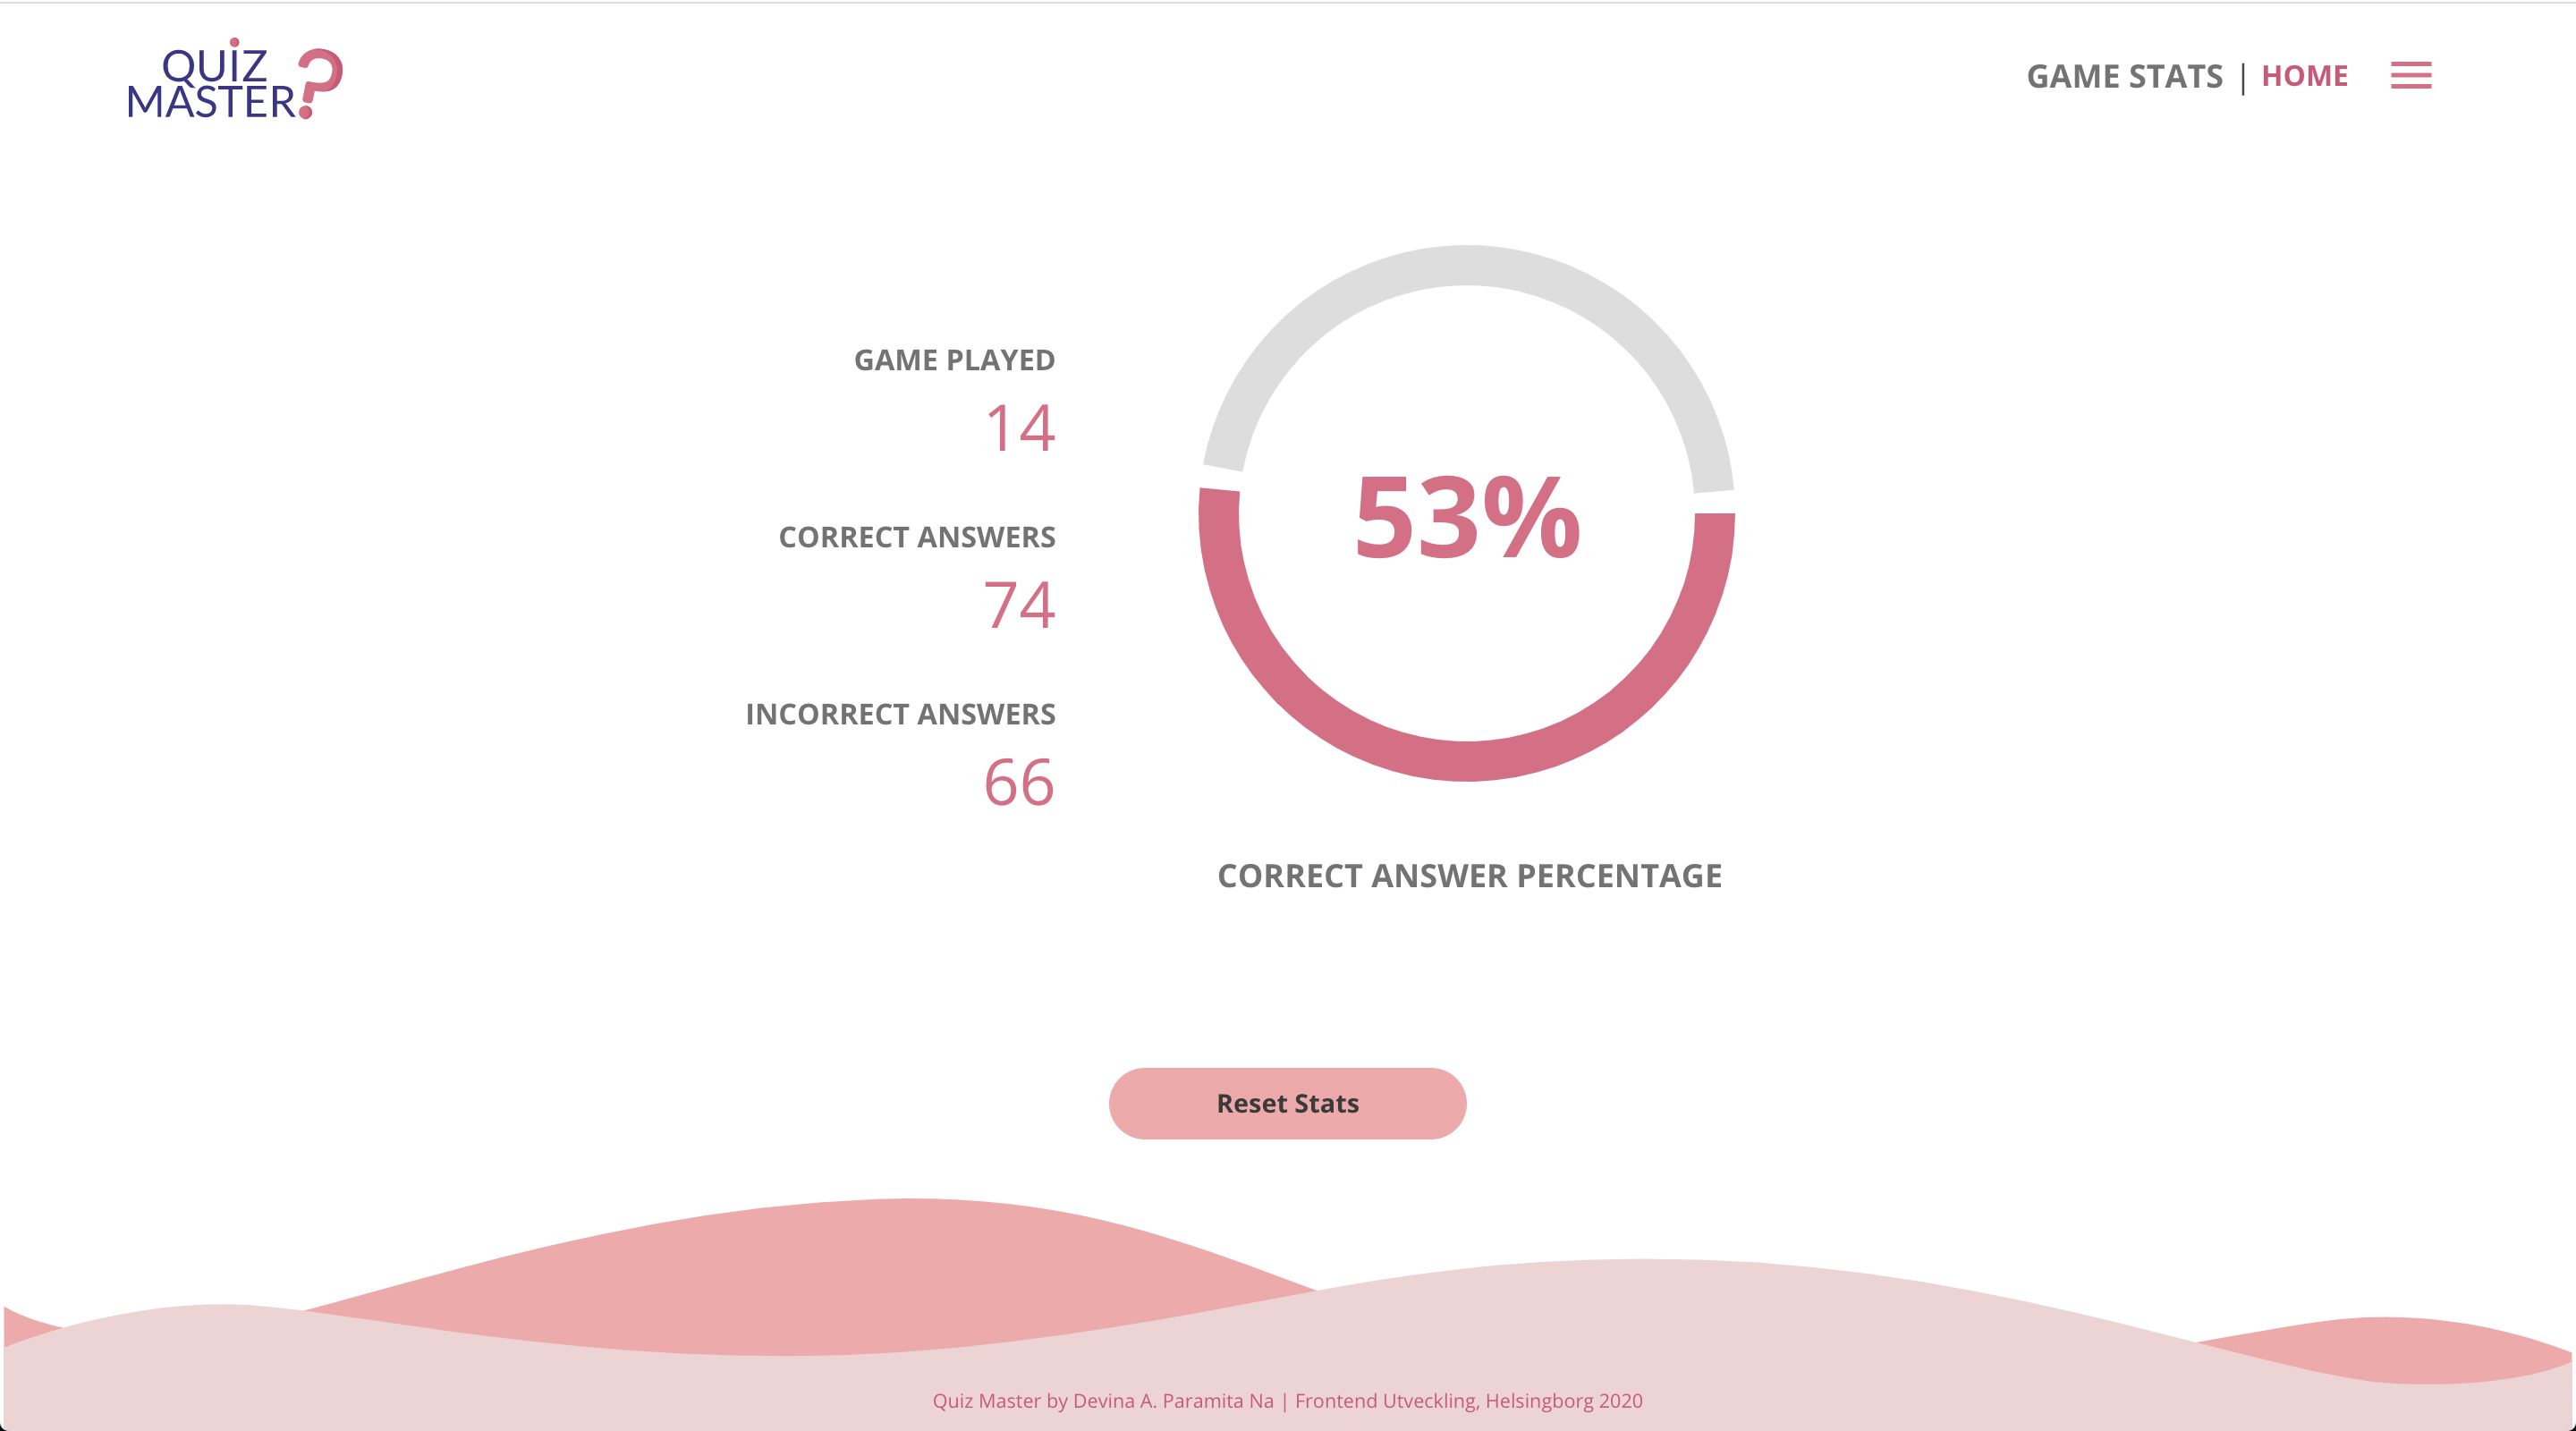 QUIZ
MASTER?
GAME STATS | HOME
GAME PLAYED
14
CORRECT ANSWERS
74
INCORRECT ANSWERS
66
53%
CORRECT ANSWER PERCENTAGE
Reset Stats
Quiz Master by Devina A. Paramita Na | Frontend Utveckling, Helsingborg 2020